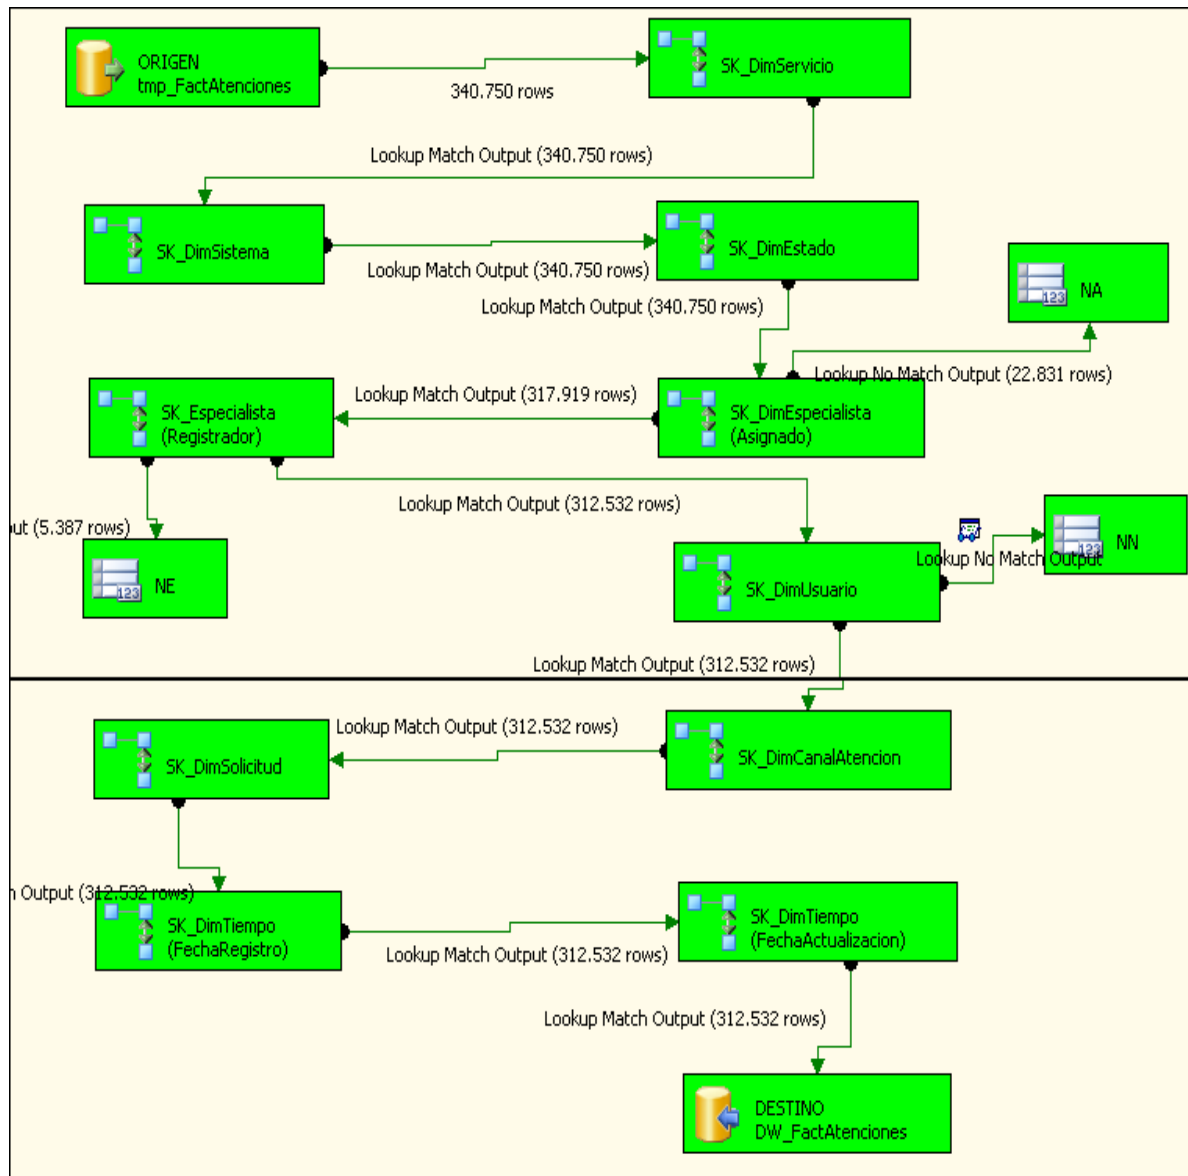 ORIGEN
tmp_FactAtenciones
340.750 rows
SK_DimServicio
Lookup Match Output (340.750 rows)
SK_DimSistema
Lookup Match Output (340.750 rows)
SK_DimEstado
Lookup Match Output (340.750 rows)
123
NA
Lookup No Match Output (22.831 rows)
SK_DimEspecialista
(Asignado)
Lookup Match Output (317.919 rows)
SK_Especialista
(Registrador)
ut (5.387 rows)
123
NE
Lookup Match Output (312.532 rows)
SK_DimUsuario
Lookup No Match Output
123
NN
Lookup Match Output (312.532 rows)
SK_DimCanalAtencion
Lookup Match Output (312.532 rows)
SK_DimSolicitud
h Output (312.532 rows)
SK_DimTiempo
(FechaRegistro)
Lookup Match Output (312.532 rows)
SK_DimTiempo
(FechaActualizacion)
Lookup Match Output (312.532 rows)
DESTINO
DW_FactAtenciones